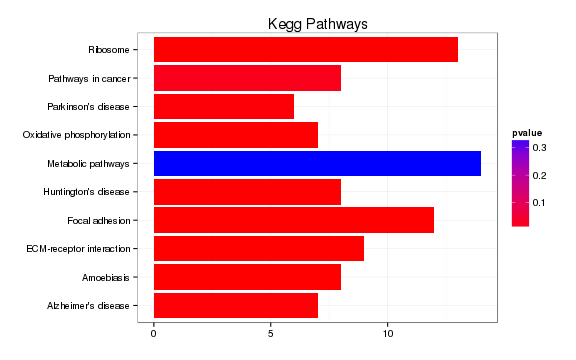 Kegg Pathways
Ribosome
Pathways in cancer
Parkinson's disease
Oxidative phosphorylation
Metabolic pathways
Huntington's disease
Focal adhesion
ECM-receptor interaction
Amoebiasis
Alzheimer's disease
0 5 10
pvalue
0.3
0.2
0.1